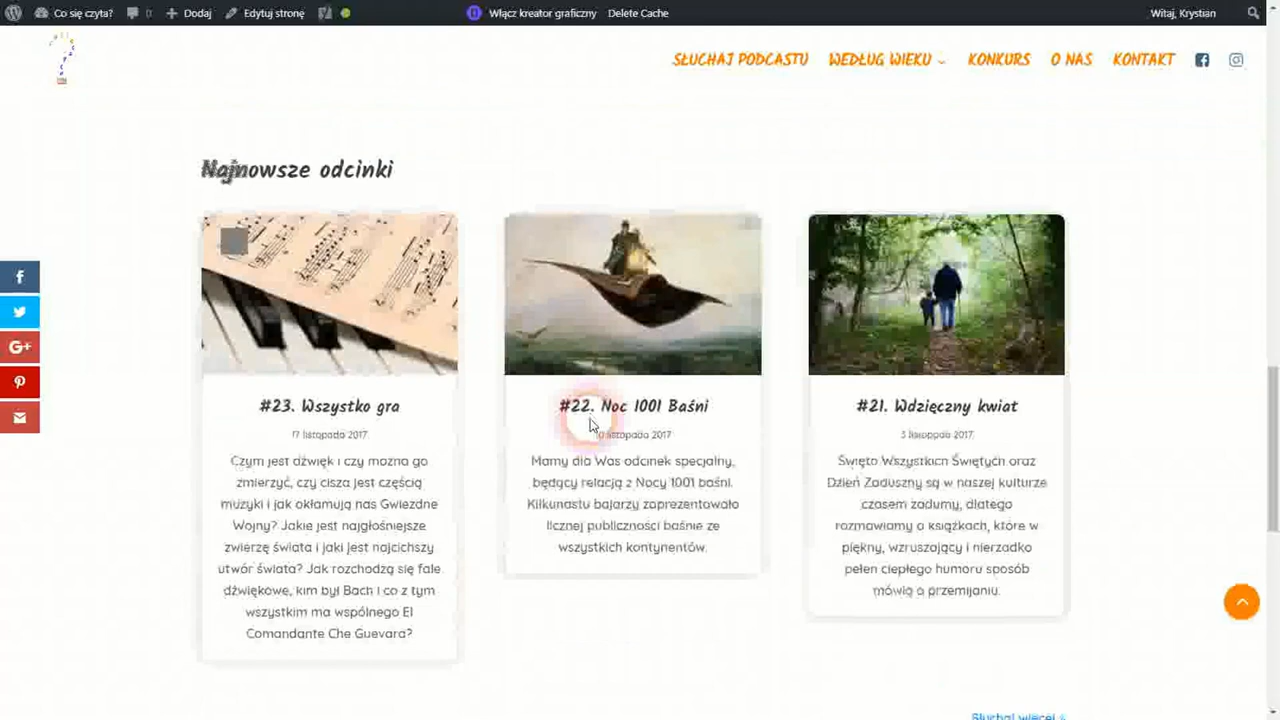 Co się czyta? 0 Dodaj Edytuj stronę Włącz kreator graficzny Delete Cache Witaj, Krystian
SŁUCHAJ PODCASTU WEDŁUG WIEKU KONKURS O NAS KONTAKT
Najnowsze odcinki
#23. Wszystko gra
17 listopada 2017
Czym jest dźwięk i czy można go
zmierzyć, czy cisza jest częścią
muzyki i jak okłamują nas Gwiezdne
Wojny? Jakie jest najgłośniejsze
zwierzę świata i jaki jest najcichszy
utwór świata? Jak rozchodzą się fale
dźwiękowe, kim był Bach i co z tym
wszystkim ma wspólnego El
Comandante Che Guevara?
#22. Noc 1001 Baśni
listopada 2017
Mamy dla Was odcinek specjalny,
będący relacją z Nocy 1001 baśni.
Kilkunastu bajarzy zaprezentowało
licznej publiczności baśnie ze
wszystkich kontynentów.
#21. Wdzięczny kwiat
3 listopada 2017
Święto Wszystkich Świętych oraz
Dzień Zaduszny są w naszej kulturze
czasem zadumy, dlatego
rozmawiamy o książkach, które w
piękny, wzruszający i nierzadko
pełen ciepłego humoru sposób
mówią o przemijaniu.
Słuchaj więcej »